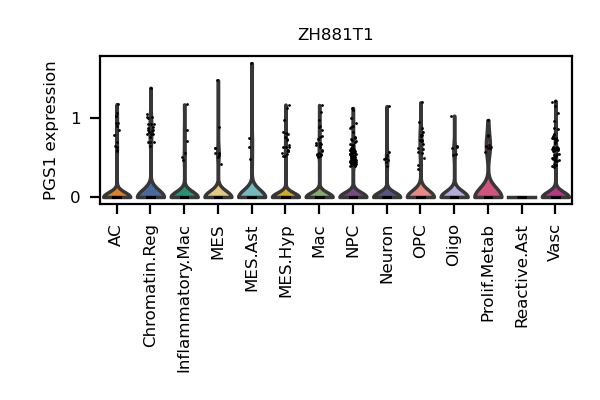 ZH881T1
PGS1 expression
1
0
AC
Chromatin.Reg
Inflammatory.Mac
MES
MES.Ast
MES.Hyp
Mac
NPC
Neuron
OPC
Oligo
Prolif.Metab
Reactive.Ast
Vasc